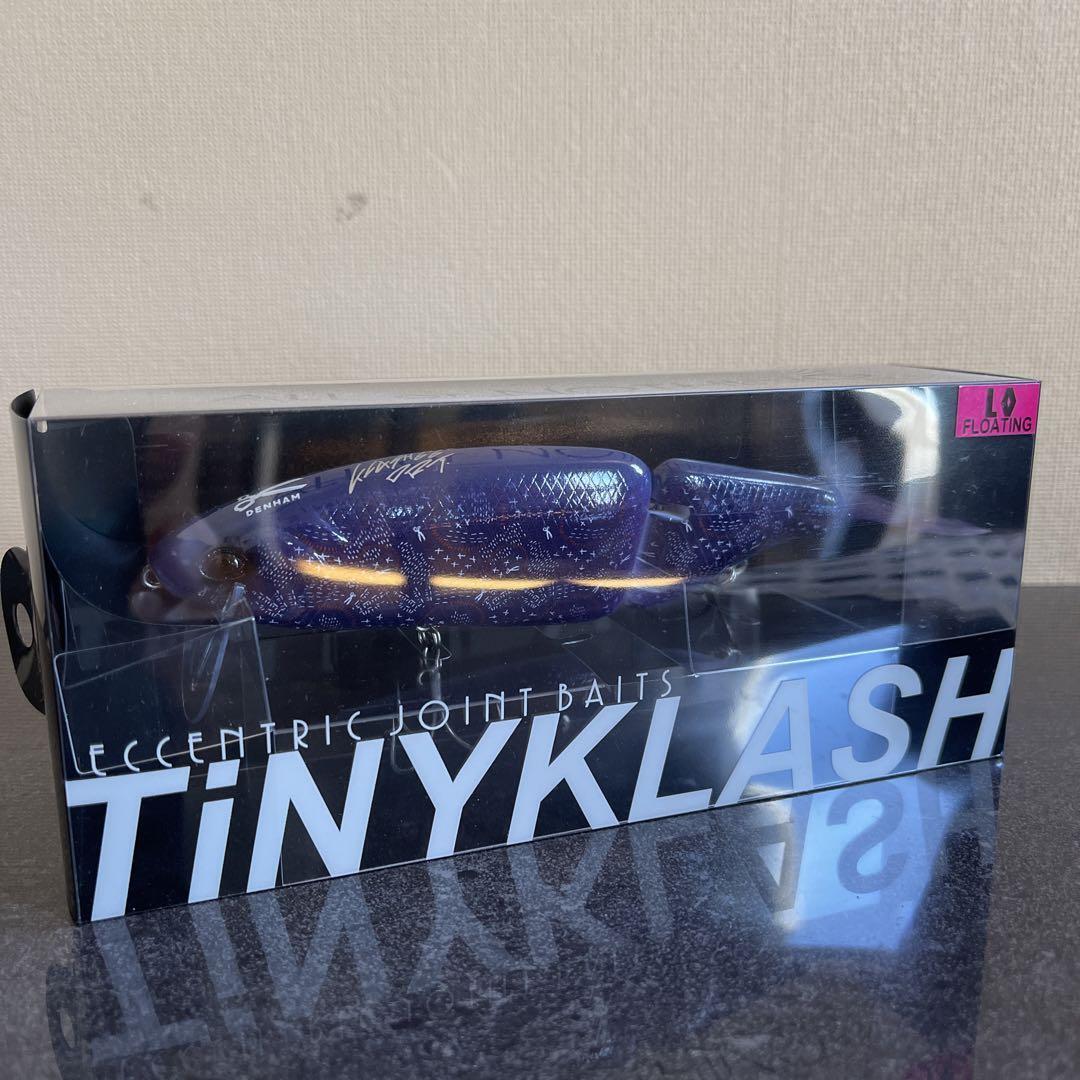 LO
FLOATING
DENHAM
ECCENTRIC JOINT BAITS
TiNYKLASH